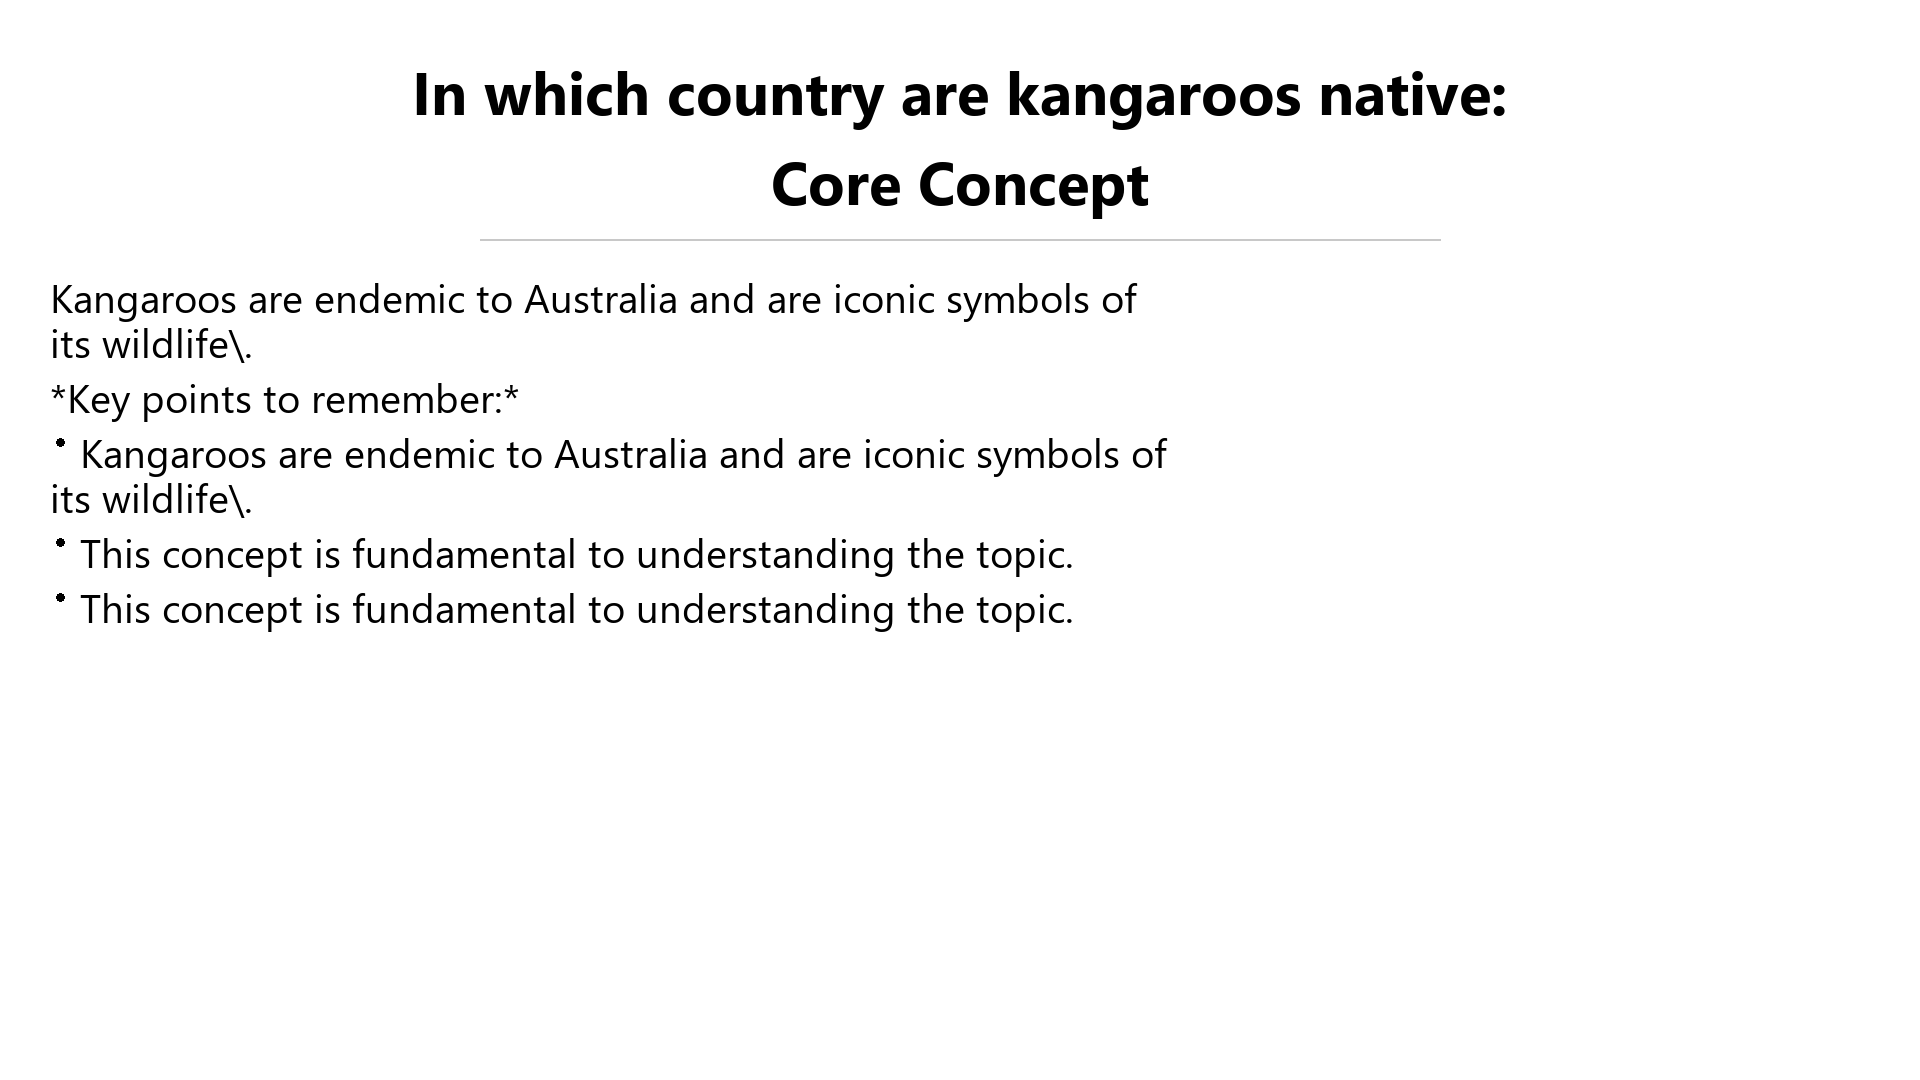 In which country are kangaroos native:
Core Concept
Kangaroos are endemic to Australia and are iconic symbols of
its wildlife\.
*Key points to remember:*
• Kangaroos are endemic to Australia and are iconic symbols of
its wildlife\.
• This concept is fundamental to understanding the topic.
• This concept is fundamental to understanding the topic.